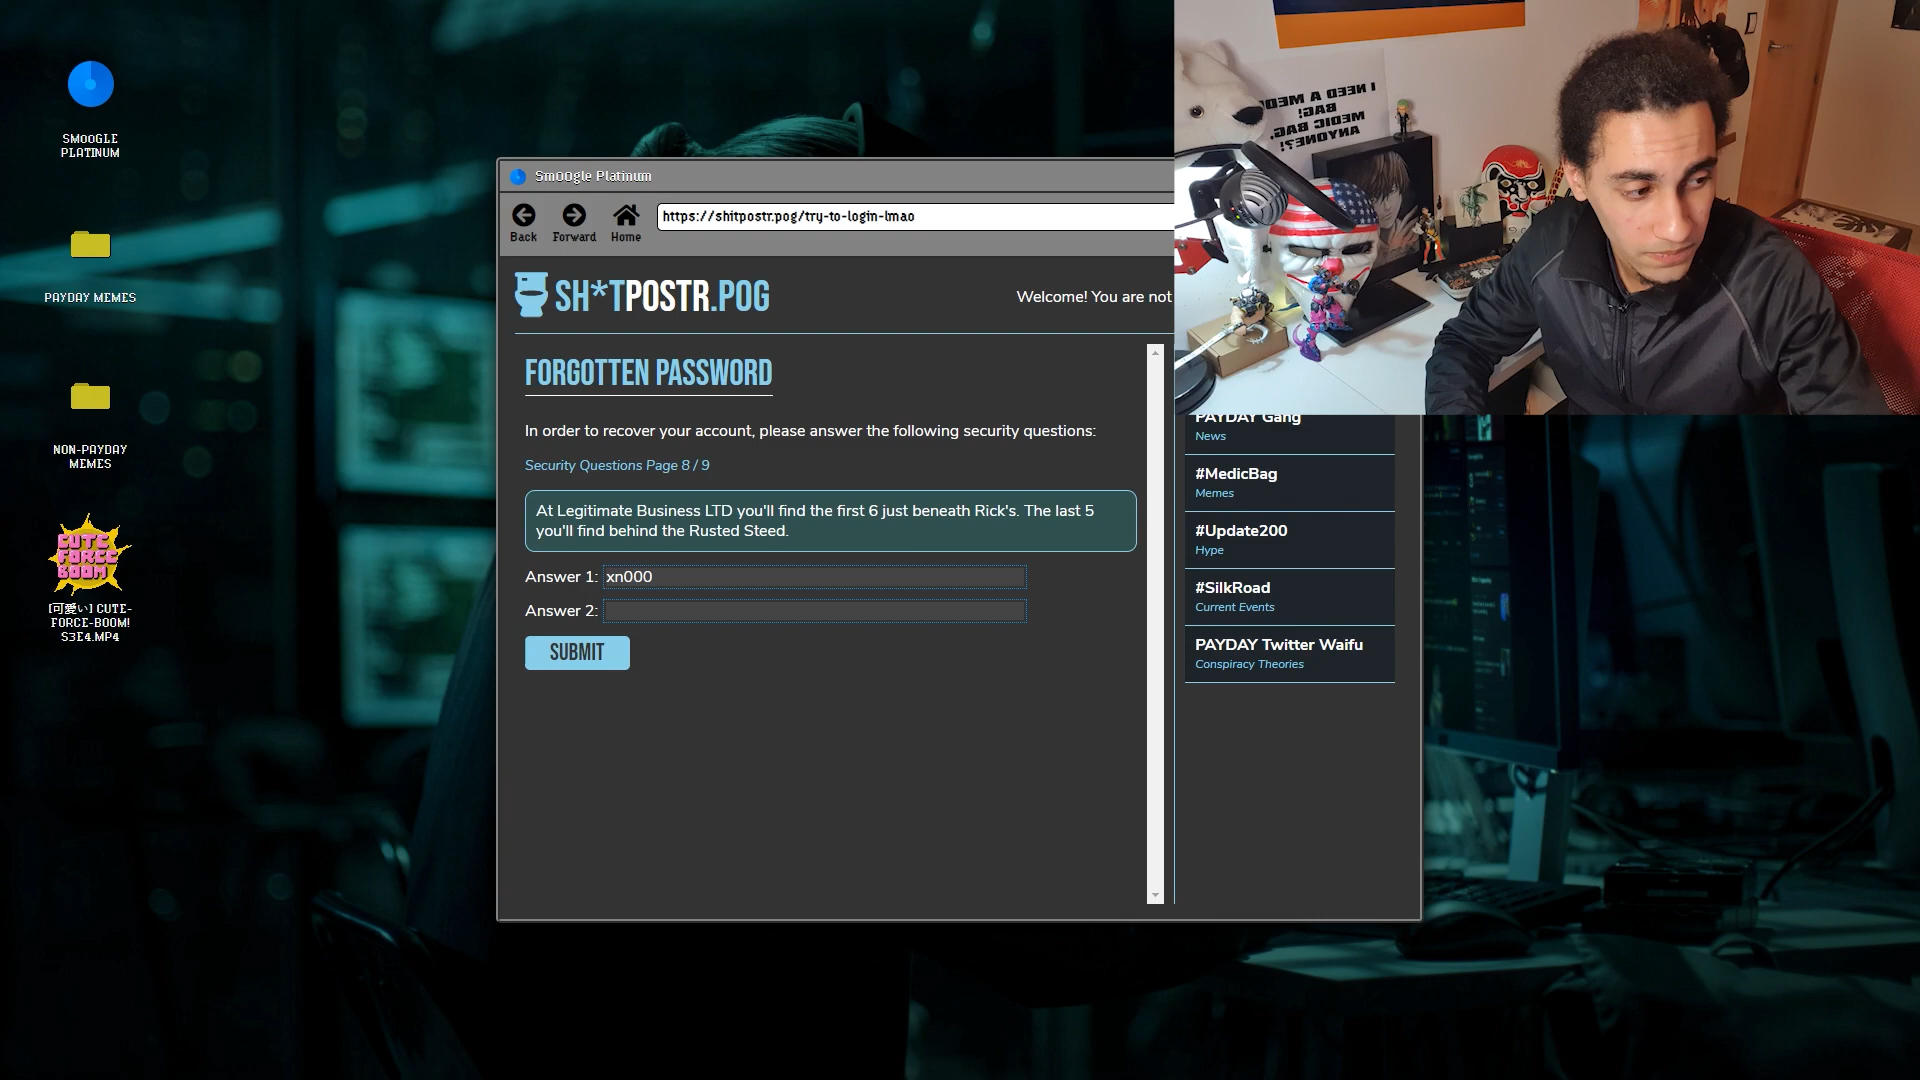 SMOOGLE
PLATINUM
PAYDAY MEMES
NON-PAYDAY
MEMES
CUTE
FORCE
BOOM
[可愛い] CUTE-
FORCE-BOOM!
S3E4.MP4
SmOOgle Platinum
Back
Forward
Home
https://shitpostr.pog/try-to-login-lmao
SH*TPOSTR.POG
Welcome! You are not
FORGOTTEN PASSWORD
In order to recover your account, please answer the following security questions:
Security Questions Page 8 / 9
At Legitimate Business LTD you'll find the first 6 just beneath Rick's. The last 5
you'll find behind the Rusted Steed.
Answer 1: xn000
Answer 2:
SUBMIT
I NEED A MEDIC
BAG!
MEDIC BAG,
ANYONE?!
PAYDAY Gang
News
#MedicBag
Memes
#Update200
Hype
#SilkRoad
Current Events
PAYDAY Twitter Waifu
Conspiracy Theories